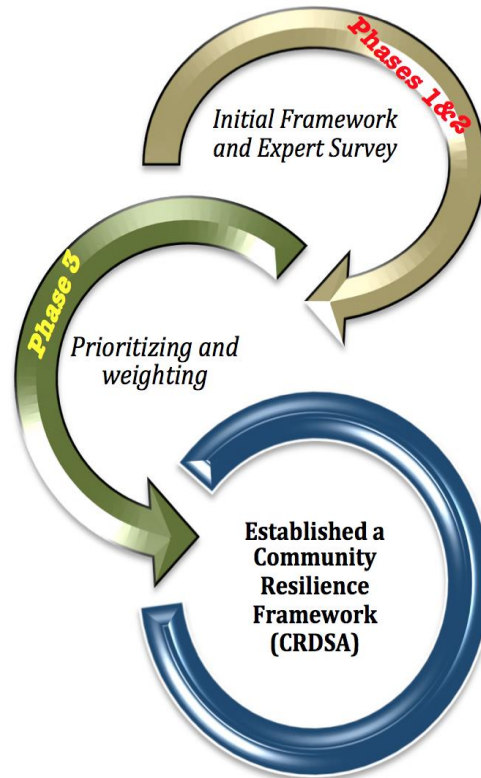 Phases 1&2
Initial Framework
and Expert Survey
Phase 3
Prioritizing and
weighting
Established a
Community
Resilience
Framework
(CRDSA)